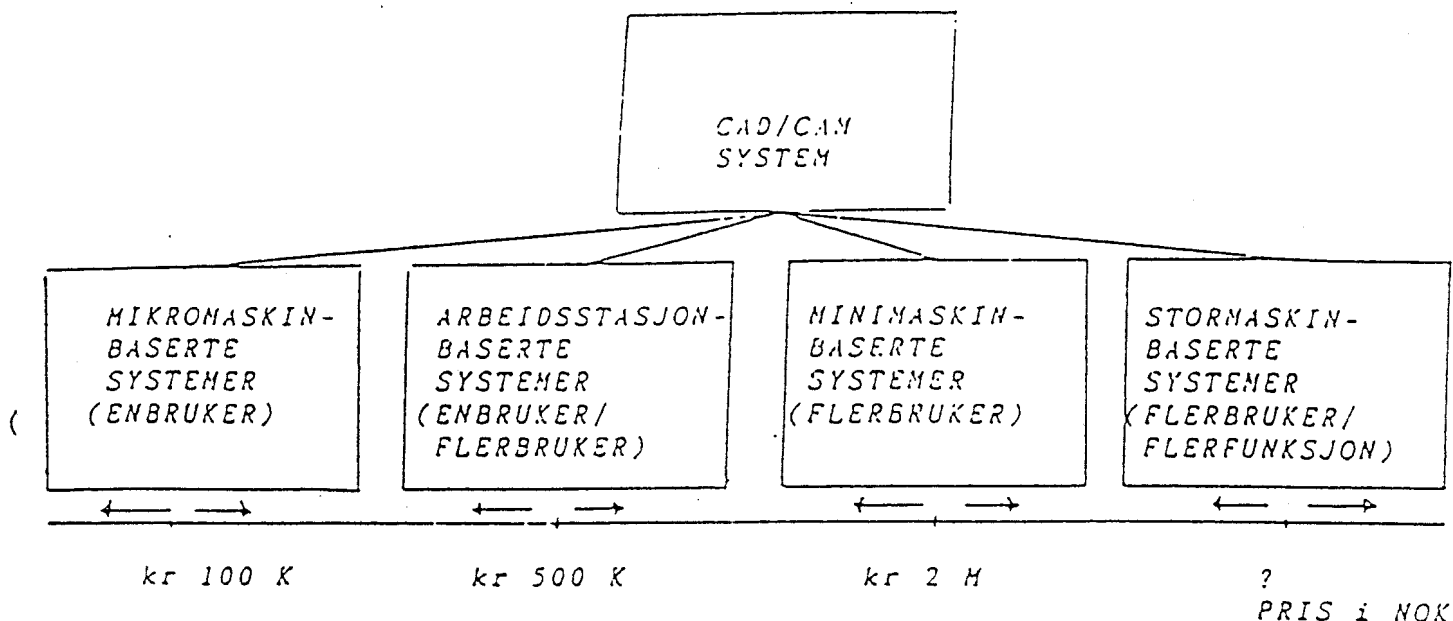 CAD/CAM
SYSTEM
MIKROMASKIN-
BASERTE
SYSTEMER
(ENBRUKER)
ARBEIDSSTASJON-
BASERTE
SYSTEMER
(ENBRUKER/
FLERBRUKER)
MINIMASKIN-
BASERTE
SYSTEMER
(FLERBRUKER)
STORMASKIN-
BASERTE
SYSTEMER
(FLERBRUKER/
FLERFUNKSJON)
kr 100 K
kr 500 K
kr 2 M
?
PRIS i NOK